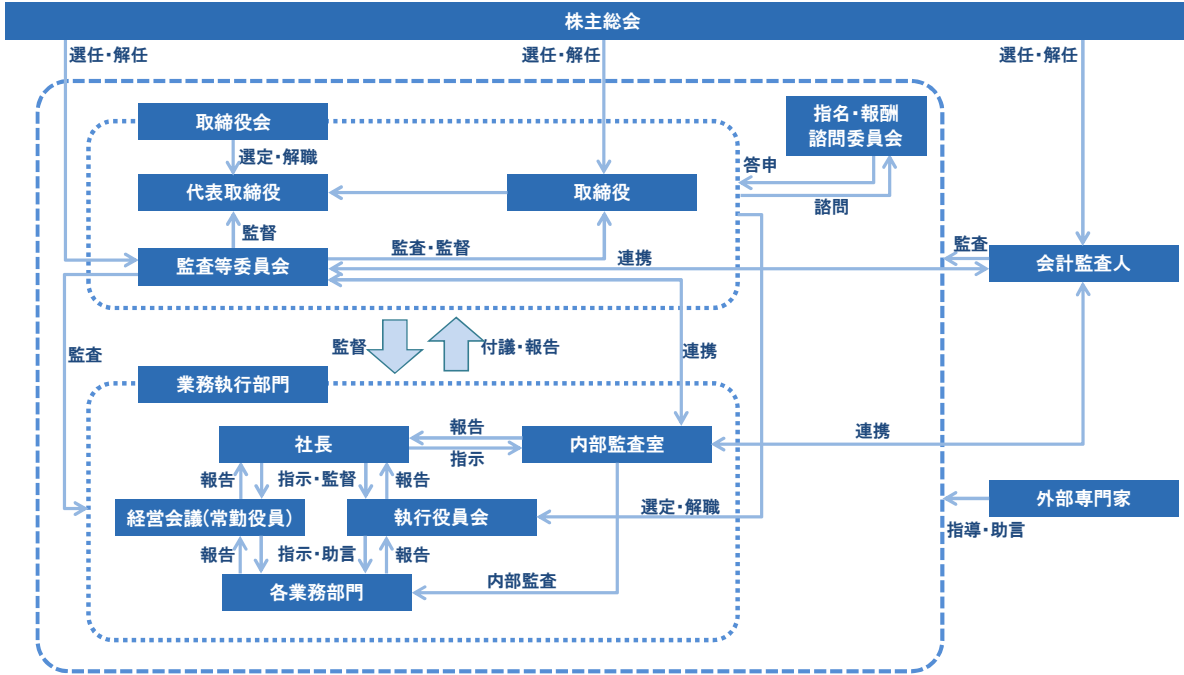 株主総会
選任・解任
選任・解任
選任・解任
取締役会
指名・報酬
諮問委員会
選定・解職
答申
代表取締役
取締役
諮問
監督
監査・監督
連携
監査
監査等委員会
会計監査人
監督
付議・報告
連携
監査
業務執行部門
社長
報告
指示
内部監査室
連携
報告
指示・監督
報告
経営会議(常勤役員)
執行役員会
選定・解職
外部専門家
指導・助言
報告
指示・助言
報告
各業務部門
内部監査